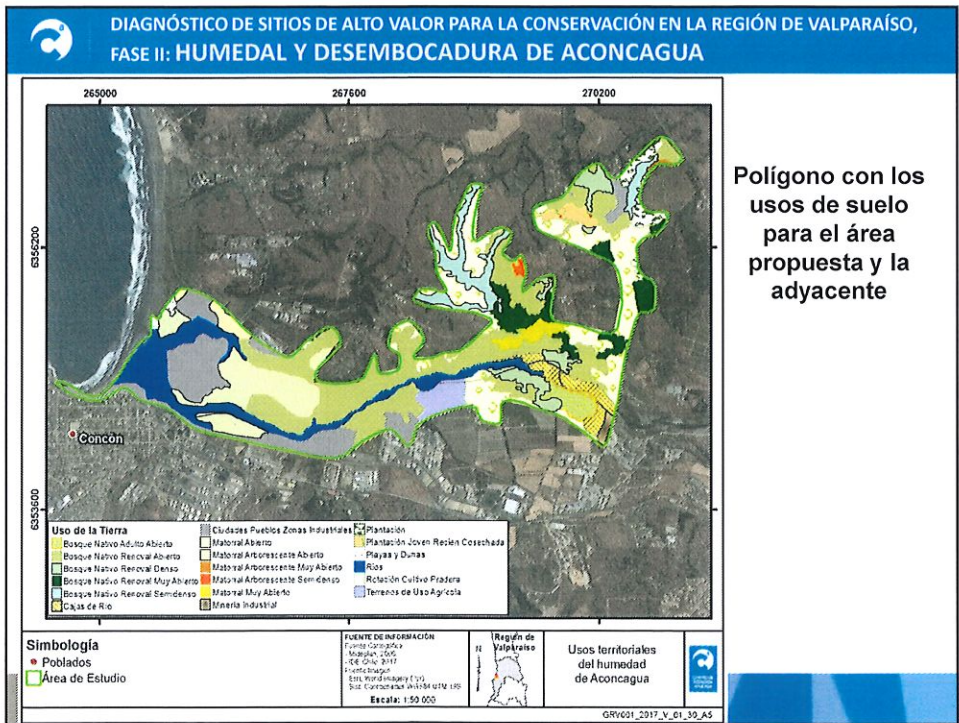 DIAGNÓSTICO DE SITIOS DE ALTO VALOR PARA LA CONSERVACIÓN EN LA REGIÓN DE VALPARAÍSO,
FASE II: HUMEDAL Y DESEMBOCADURA DE ACONCAGUA
265000
267600
270200
6356200
6353600
Concón
Polígono con los
usos de suelo
para el área
propuesta y la
adyacente
Uso de la Tierra
Bosque Nativo Adulto Abierto
Bosque Nativo Renoval Abierto
Bosque Nativo Renoval Denso
Bosque Nativo Renoval Muy Abierto
Bosque Nativo Renoval Semidenso
Cajas de Rio
Ciudades Pueblos Zonas Industriales
Matorral Abierto
Matorral Arborescente Abierto
Matorral Arborescente Muy Abierto
Matorral Arborescente Semidenso
Matorral Muy Abierto
Minería Industrial
Plantación
Plantación Joven Recien Cosechada
Playas y Dunas
Rios
Rotación Cultivo Pradera
Terrenos de Uso Agrícola
Simbología
Poblados
Área de Estudio
FUENTE DE INFORMACIÓN
Escala: 1:50 000
N
Región de
Valparaíso
Usos territoriales
del humedad
de Aconcagua
GRV001_2017_V_01_30_A5